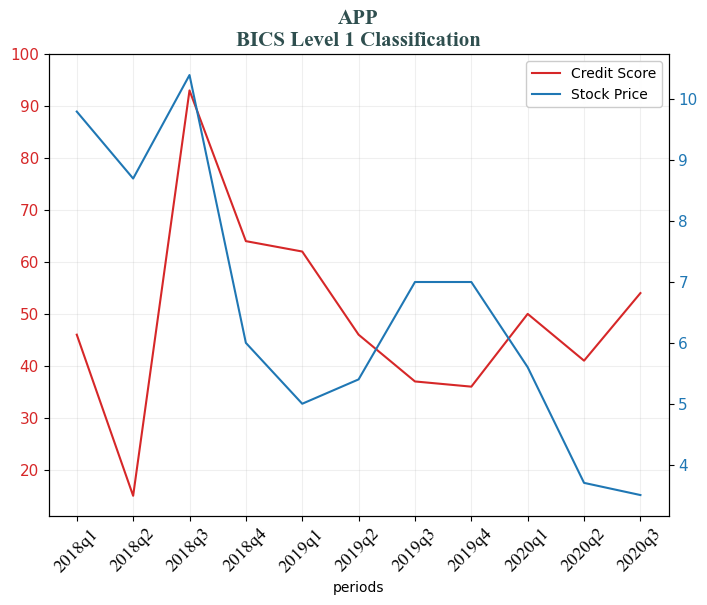 APP
BICS Level 1 Classification
100
90
80
70
60
50
40
30
20
Credit Score
Stock Price
10
9
8
7
6
5
4
2018q1
2018q2
2018q3
2018q4
2019q1
2019q2
2019q3
2019q4
2020q1
2020q2
2020q3
periods